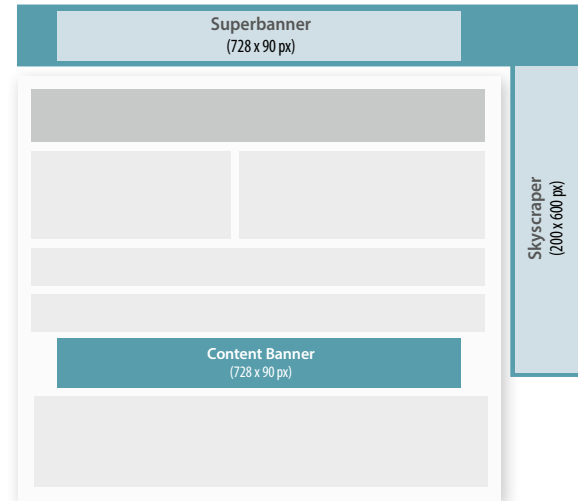 Superbanner
(728 x 90 px)
Skyscraper
(200 x 600 px)
Content Banner
(728 x 90 px)